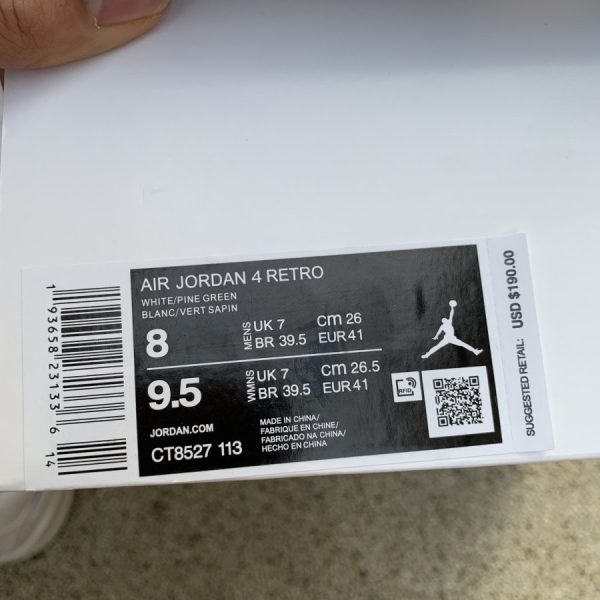 AIR JORDAN 4 RETRO
WHITE/PINE GREEN
BLANC/VERT SAPIN
8
MENS
UK 7 cm 26
BR 39.5 EUR 41
9.5
WMNS
UK 7 cm 26.5
BR 39.5 EUR 41
JORDAN.COM
CT8527 113
MADE IN CHINA/
FABRIQUE EN CHINE/
FABRICADO NA CHINA/
HECHO EN CHINA
RFID
SUGGESTED RETAIL: USD $190.00
1 93658 23133 6 14